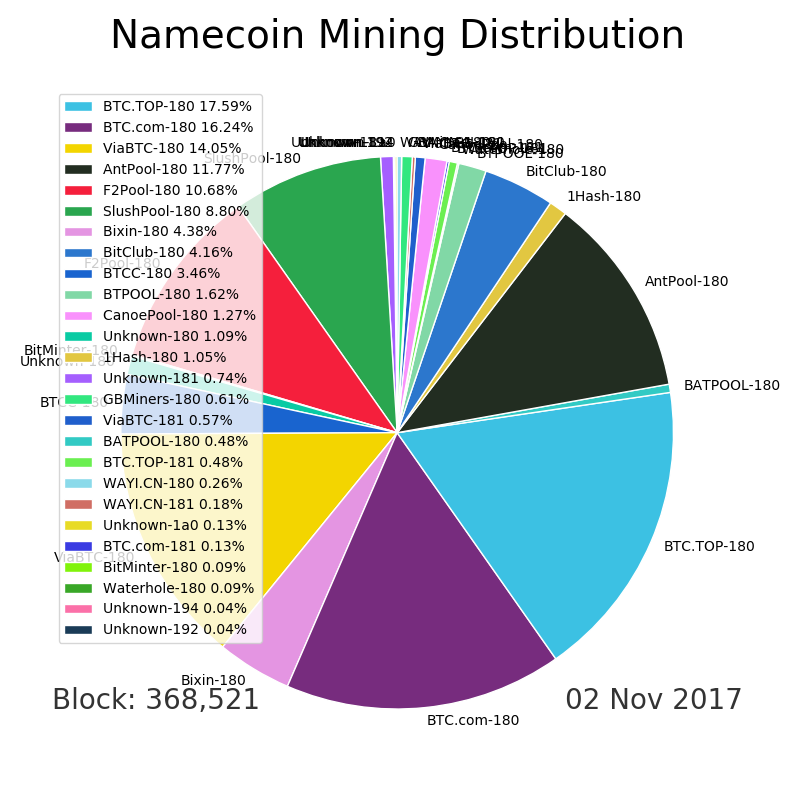 Namecoin Mining Distribution
BTC.TOP-180 17.59%
BTC.com-180 16.24%
ViaBTC-180 14.05%
AntPool-180 11.77%
F2Pool-180 10.68%
SlushPool-180 8.80%
Bixin-180 4.38%
BitClub-180 4.16%
BTCC-180 3.46%
BTPOOL-180 1.62%
CanoePool-180 1.27%
Unknown-180 1.09%
1Hash-180 1.05%
Unknown-181 0.74%
GBMiners-180 0.61%
ViaBTC-181 0.57%
BATPOOL-180 0.48%
BTC.TOP-181 0.48%
WAYI.CN-180 0.26%
WAYI.CN-181 0.18%
Unknown-1a0 0.13%
BTC.com-181 0.13%
BitMinter-180 0.09%
Waterhole-180 0.09%
Unknown-194 0.04%
Unknown-192 0.04%
SlushPool-180
F2Pool-180
BitMinter-180
Unknown-180
BTCC-180
ViaBTC-180
Bixin-180
BTC.com-180
BTC.TOP-180
BATPOOL-180
AntPool-180
1Hash-180
BitClub-180
BTPOOL-180
Block: 368,521
02 Nov 2017